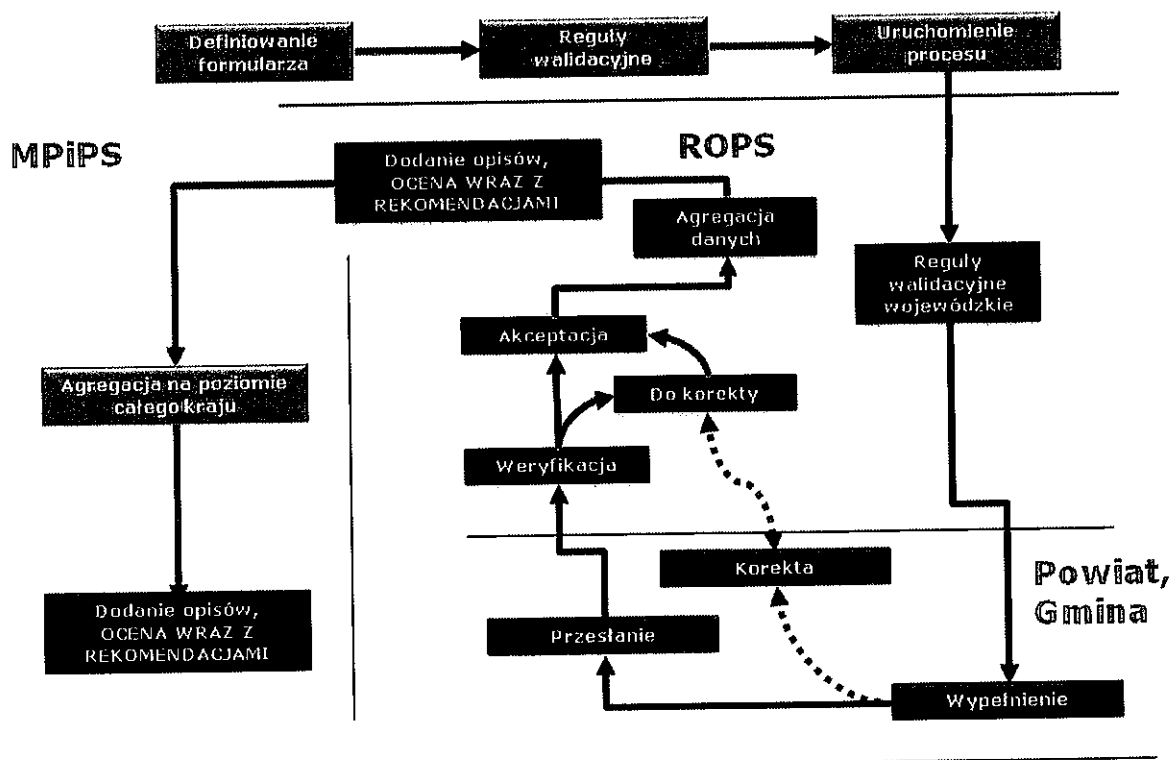 Definiowanie
formularza
Reguły
walidacyjne
Uruchomienie
procesu
MPiPS
ROPS
Dodanie opisów,
OCENA WRAZ Z
REKOMENDACJAMI
Agregacja
danych
Reguły
walidacyjne
wojewódzkie
Akceptacja
Agregacja na poziomie
całego kraju
Do korekty
Weryfikacja
Korekta
Powiat,
Gmina
Dodanie opisów,
OCENA WRAZ Z
REKOMENDACJAMI
Przesłanie
Wypełnienie